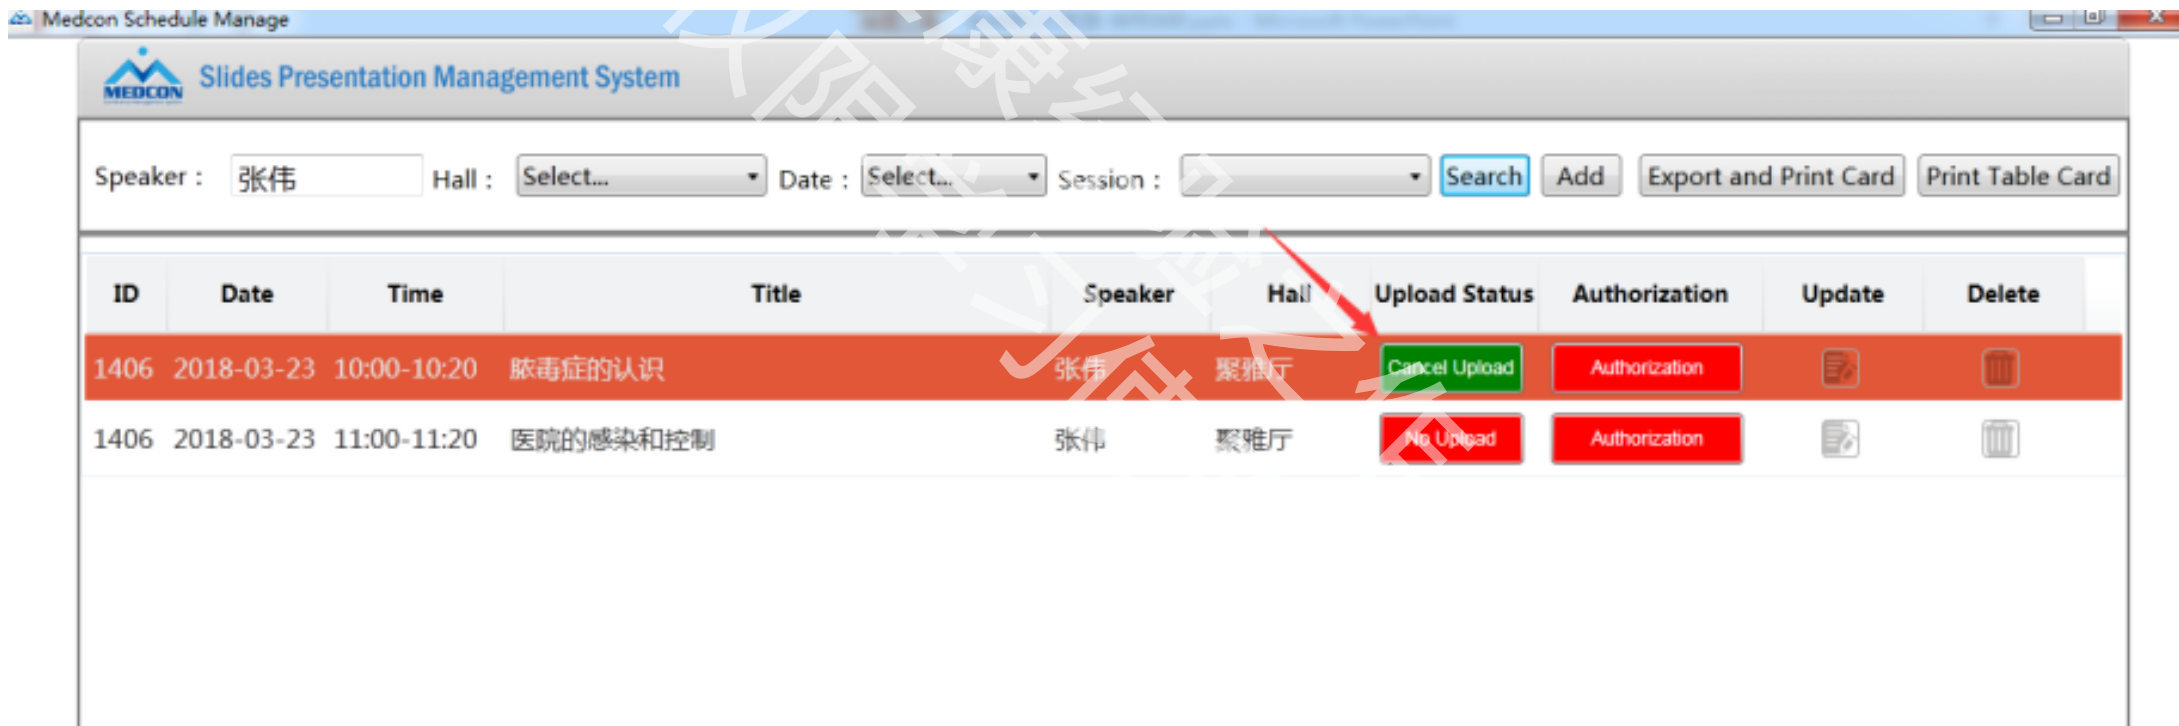 Medcon Schedule Manage
MEDCON Slides Presentation Management System
Speaker : 张伟 Hall : Select... Date : Select... Session : Search Add Export and Print Card Print Table Card
ID Date Time Title Speaker Hall Upload Status Authorization Update Delete
1406 2018-03-23 10:00-10:20 脓毒症的认识 张伟 聚雅厅 Cancel Upload Authorization
1406 2018-03-23 11:00-11:20 医院的感染和控制 张伟 聚雅厅 No Upload Authorization